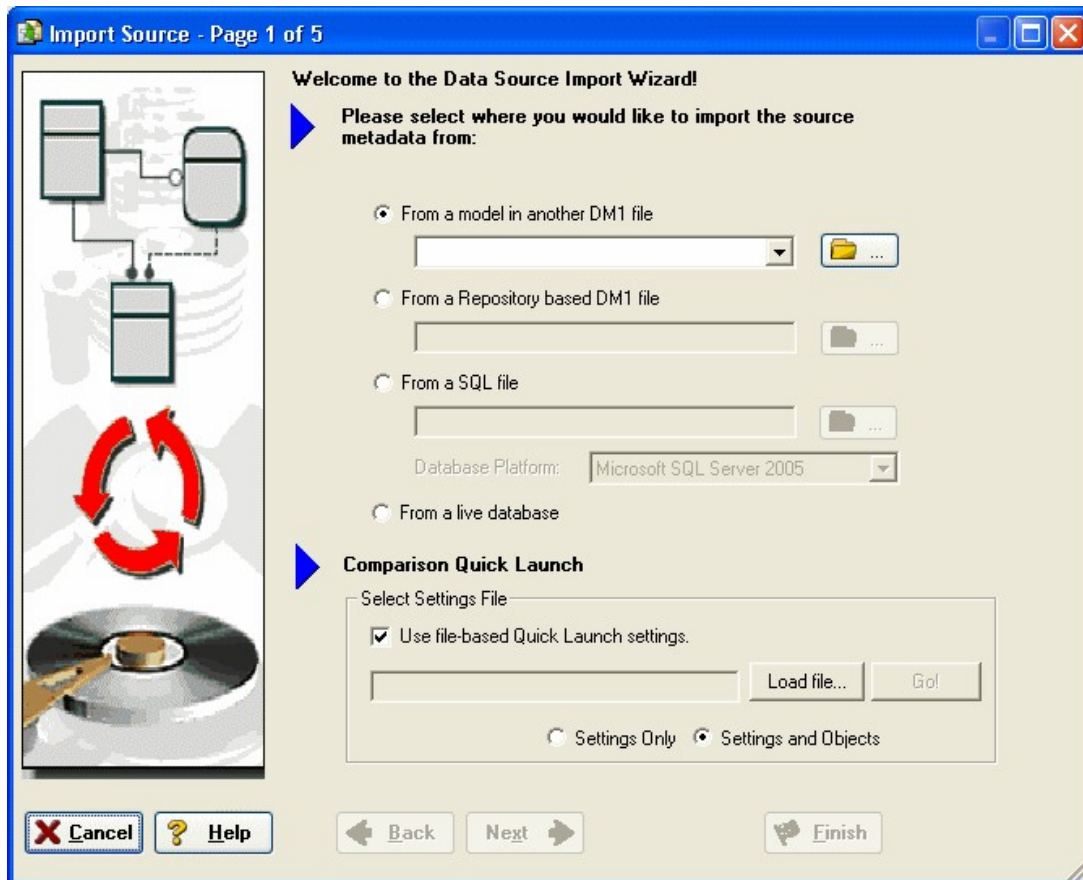 Import Source - Page 1 of 5
Welcome to the Data Source Import Wizard!
Please select where you would like to import the source
metadata from:
From a model in another DM1 file
...
From a Repository based DM1 file
...
From a SQL file
...
Database Platform: Microsoft SQL Server 2005
From a live database
Comparison Quick Launch
Select Settings File
Use file-based Quick Launch settings.
Load file... Go!
Settings Only Settings and Objects
Cancel Help Back Next Finish